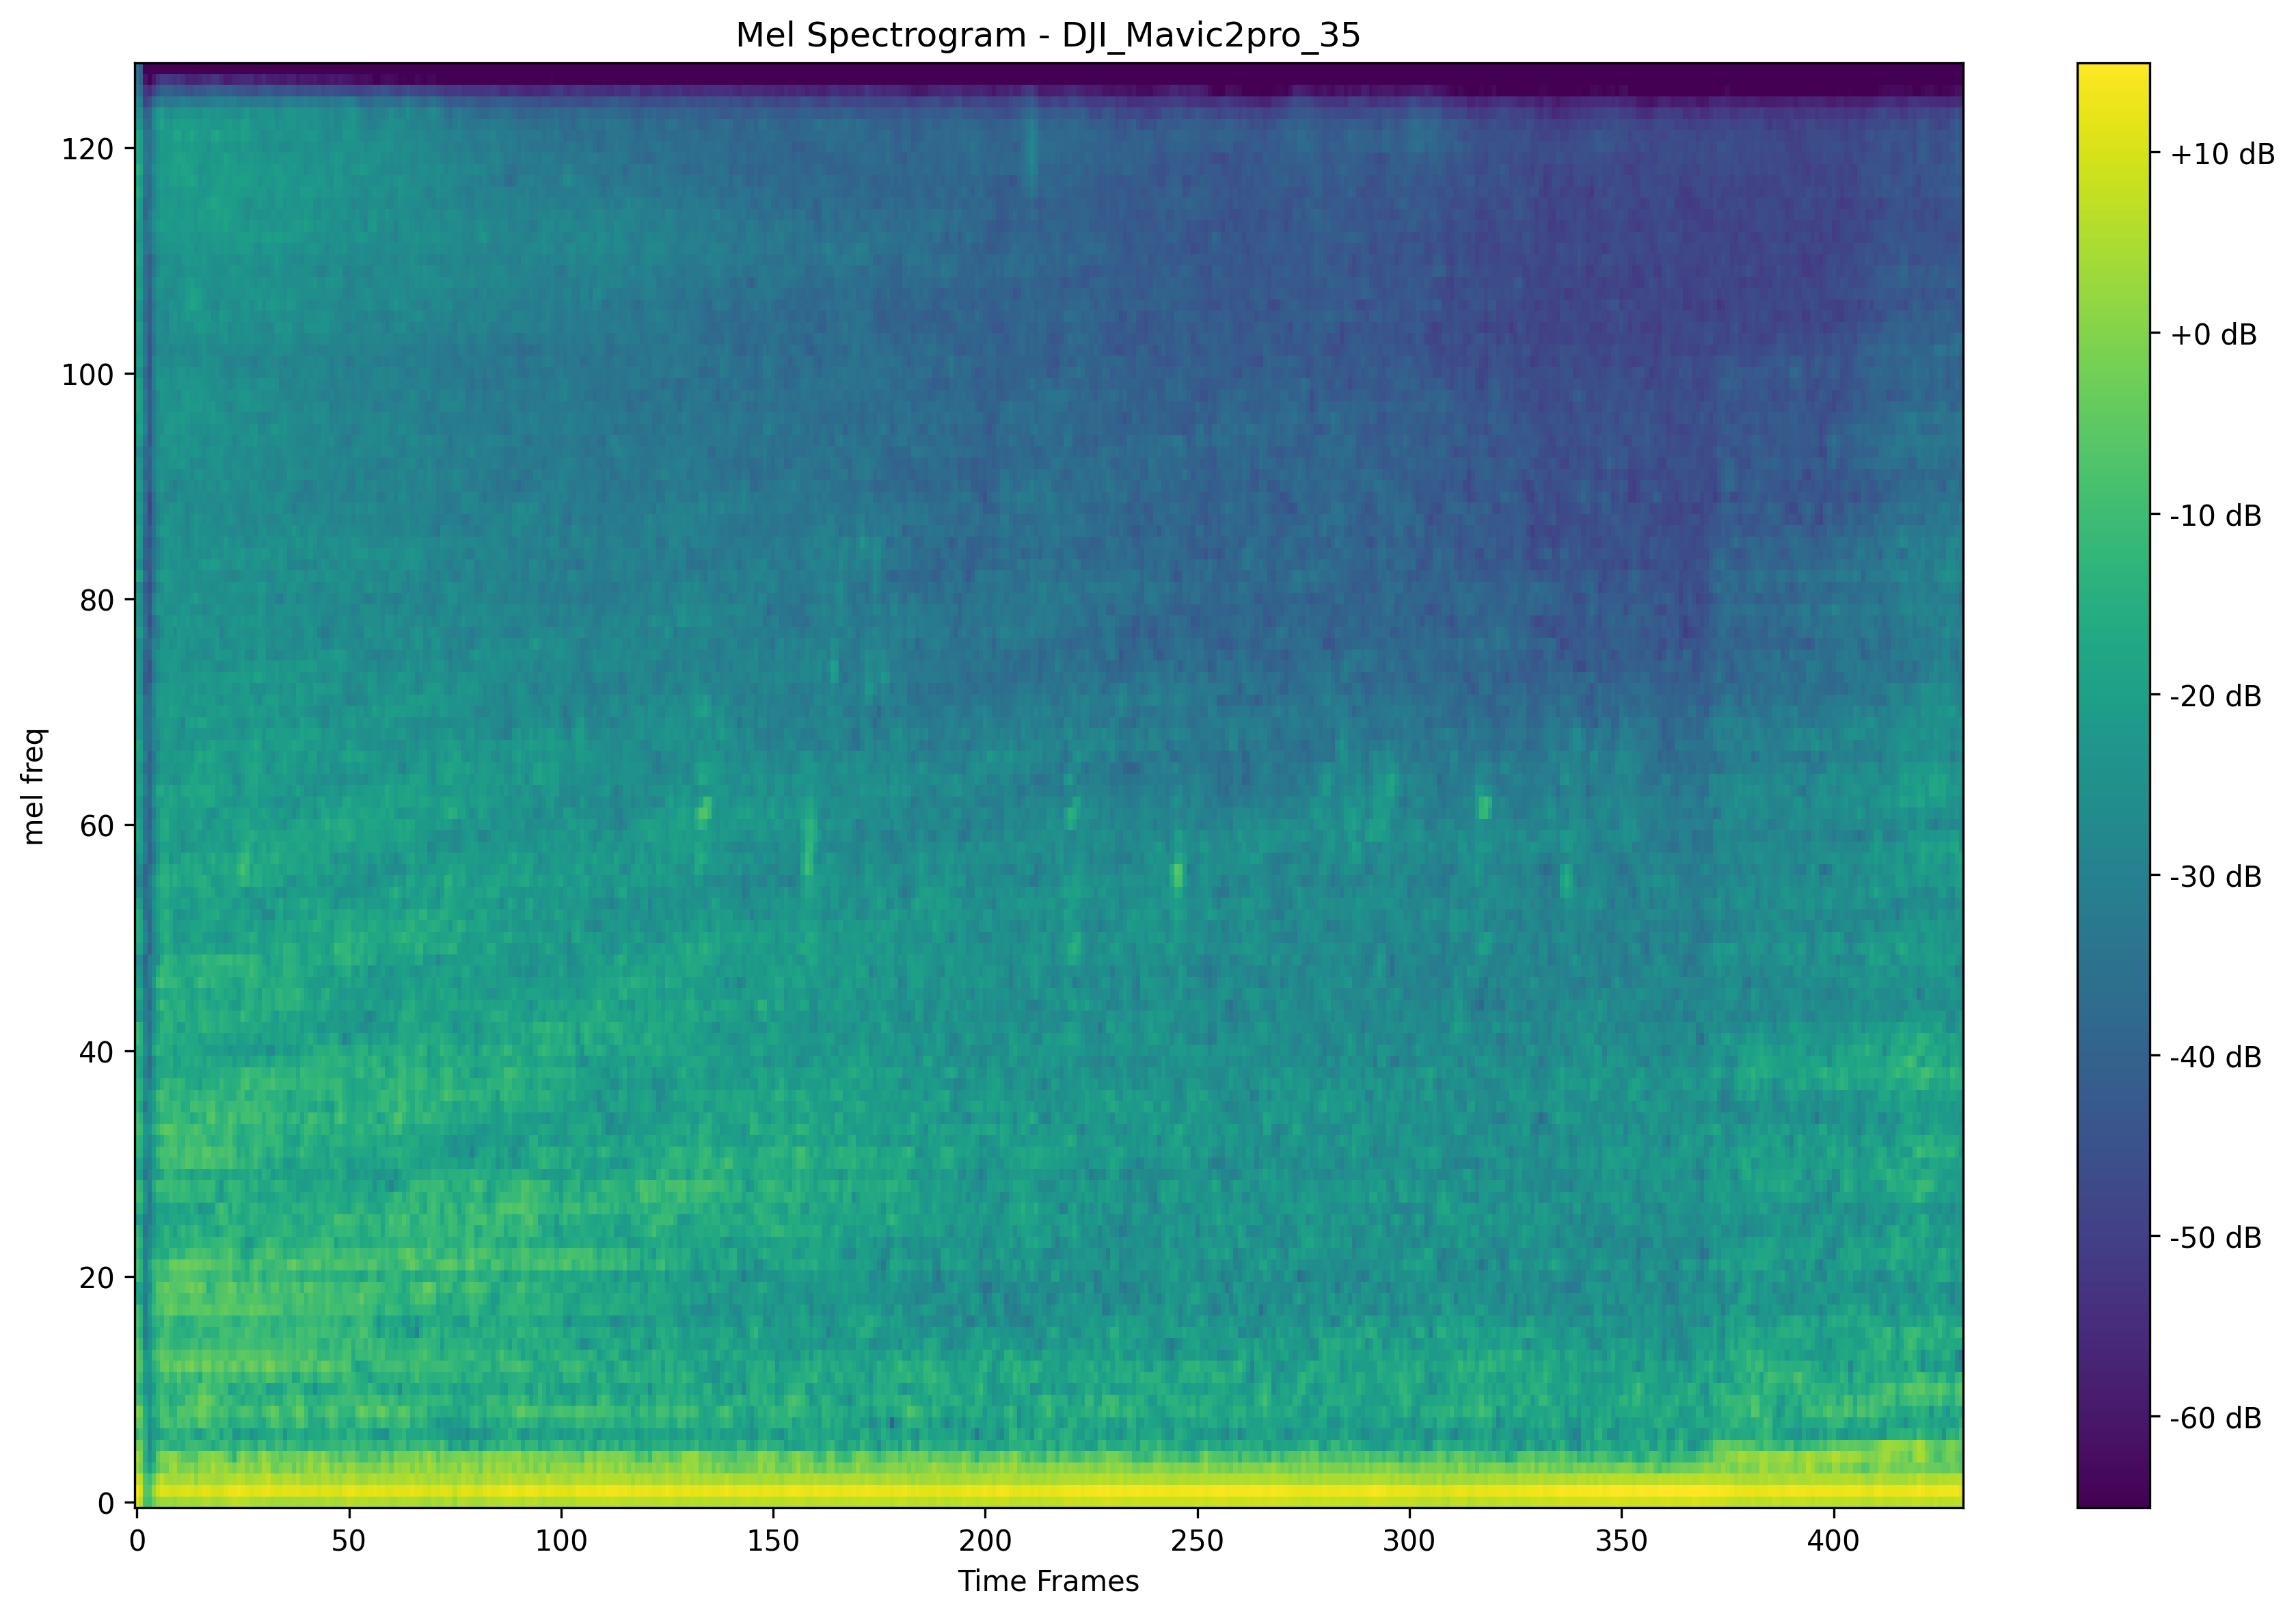 Mel Spectrogram - DJI_Mavic2pro_35
mel freq
120
100
80
60
40
20
0
0 50 100 150 200 250 300 350 400
Time Frames
+10 dB
+0 dB
-10 dB
-20 dB
-30 dB
-40 dB
-50 dB
-60 dB